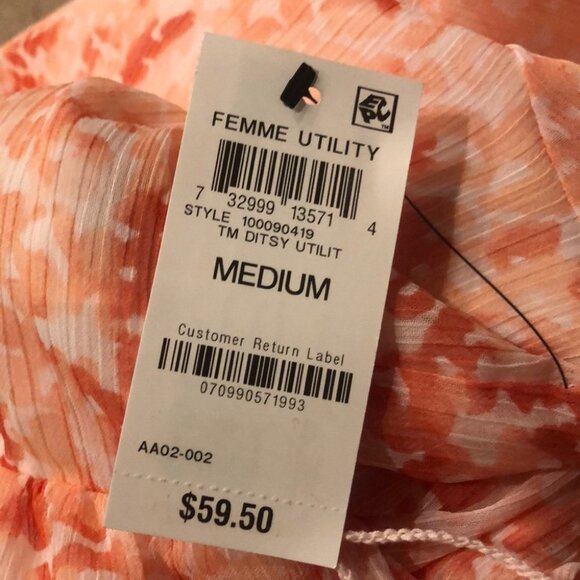 EPC™
FEMME UTILITY
7 32999 13571 4
STYLE 100090419
TM DITSY UTILIT
MEDIUM
Customer Return Label
070990571993
AA02-002
$59.50